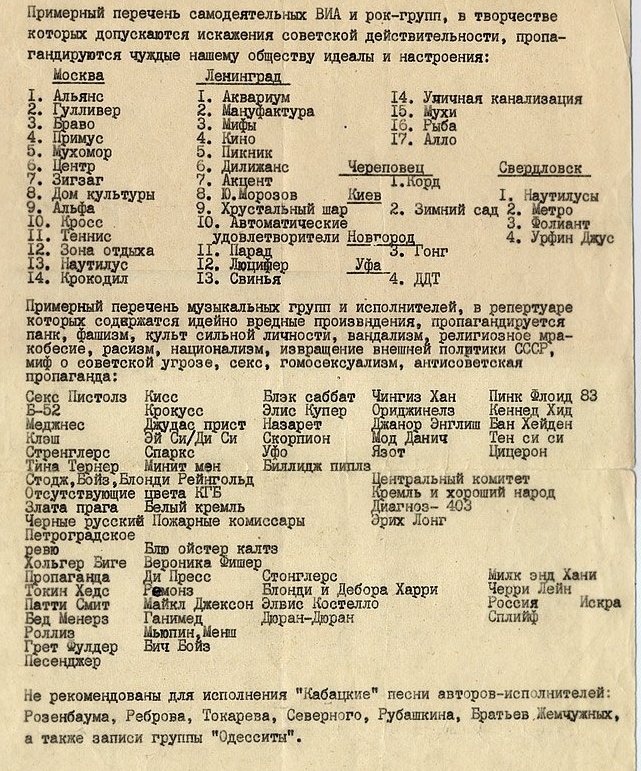 Примерный перечень самодеятельных ВИА и рок-групп, в творчестве
которых допускаются искажения советской действительности, пропа-
гандируются чуждые нашему обществу идеалы и настроения:
Москва Ленинград
1. Альянс 1. Аквариум 14. Уличная канализация
2. Гулливер 2. Мануфактура 15. Мухи
3. Браво 3. Мифы 16. Рыба
4. Примус 4. Кино 17. Алло
5. Мухомор 5. Пикник
6. Центр 6. Дилижанс Череповец Свердловск
7. Зигзаг 7. Акцент 1.Корд
8. Дом культуры 8. Ю.Морозов Киев 1. Наутилусы
9. Альфа 9. Хрустальный шар 2. Зимний сад 2. Метро
10. Кросс 10. Автоматические 3. Фолиант
11. Теннис удовлетворители Новгород 4. Урфин Джус
12. Зона отдыха 11. Парад 3. Гонг
13. Наутилус 12. Люцифер Уфа
14. Крокодил 13. Свинья 4. ДДТ
Примерный перечень музыкальных групп и исполнителей, в репертуаре
которых содержатся идейно вредные произвндения, пропагандируется
панк, фашизм, культ сильной личности, вандализм, религиозное мра-
кобесие, расизм, национализм, извращение внешней политики СССР,
миф о советской угрозе, секс, гомосексуализм, антисоветская
пропаганда:
Секс Пистолз Кисс Блэк саббат Чингиз Хан Пинк Флоид 83
Б-52 Крокусс Элис Купер Ориджинелз Кеннед Хид
Меднесс Джудас прист Назарет Джанор Энглиш Бан Хейден
Клэш Эй Си/Ди Си Скорпион Мод Данич Тен си си
Стренглерс Спаркс Уфо Язот Цицерон
Тина Тернер Минит мен Биллидж пиплз
Стодж,Бойз,Блонди Рейнгольд Центральный комитет
Отсутствующие цвета КГБ Кремль и хороший народ
Злата прага Белый кремль Диагноз- 403
Черные русский Пожарные комиссары Эрих Лонг
Петроградское
ревю Блю ойстер калтз
Хольгер Биге Вероника Фишер
Пропаганда Ди Пресс Стонглерс Милк энд Хани
Токин Хедс Ремонз Блонди и Дебора Харри Черри Лейн
Патти Смит Майкл Джексон Элвис Костелло Россия Искра
Бед Менерз Ганимед Дюран-Дюран Сплийф
Роллиз Мьюпин,Менш
Грет Фулдер Бич Бойз
Песенджер
Не рекомендованы для исполнения "Кабацкие" песни авторов-исполнителей:
Розенбаума, Реброва, Токарева, Северного, Рубашкина, Братьев Жемчужных,
а также записи группы "Одесситы".